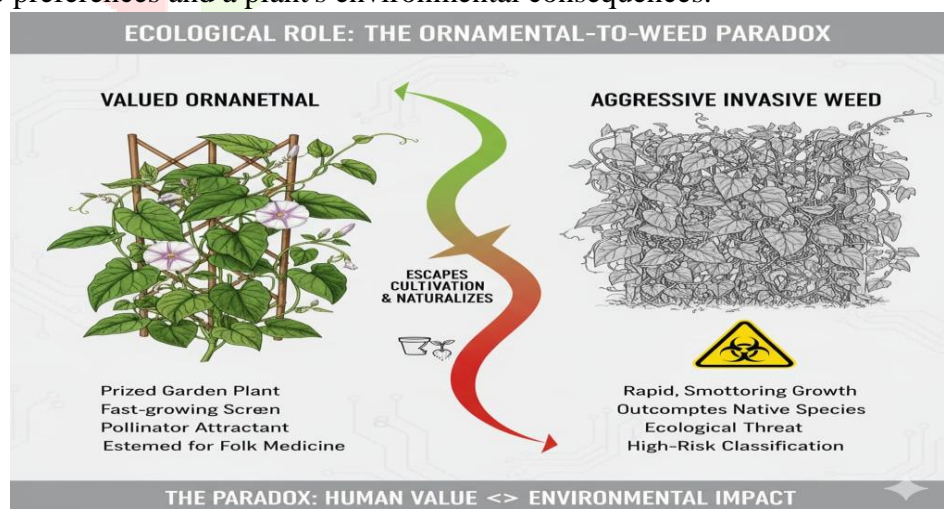 preferences and a plant's environmental consequences.
ECOLOGICAL ROLE: THE ORNAMENTAL-TO-WEED PARADOX
VALUED ORNANETNAL
AGGRESSIVE INVASIVE WEED
ESCAPES
CULTIVATION
& NATURALIZES
Prized Garden Plant
Fast-growing Screen
Pollinator Attractant
Estemed for Folk Medicine
Rapid, Smottoring Growth
Outcomptes Native Species
Ecological Threat
High-Risk Classification
THE PARADOX: HUMAN VALUE <> ENVIRONMENTAL IMPACT